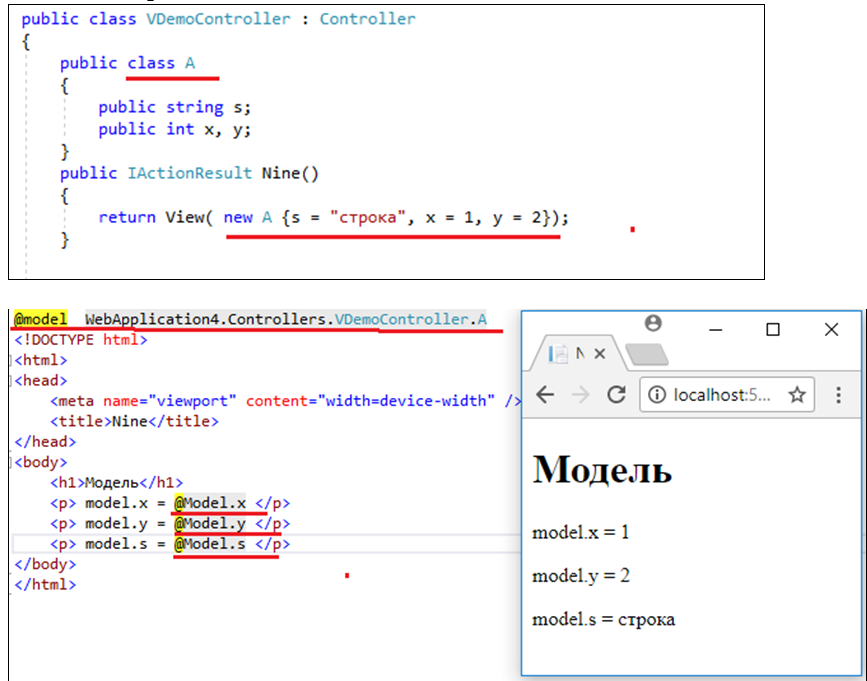 public class VDemoController : Controller
{
public class A
{
public string s;
public int x, y;
}
public IActionResult Nine()
{
return View( new A {s = "строка", x = 1, y = 2});
}
@model WebApplication4.Controllers.VDemoController.A
<!DOCTYPE html>
<html>
<head>
<meta name="viewport" content="width=device-width" />
<title>Nine</title>
</head>
<body>
<h1>Модель</h1>
<p> model.x = @Model.x </p>
<p> model.y = @Model.y </p>
<p> model.s = @Model.s </p>
</body>
</html>
localhost:5...
Модель
model.x = 1
model.y = 2
model.s = строка